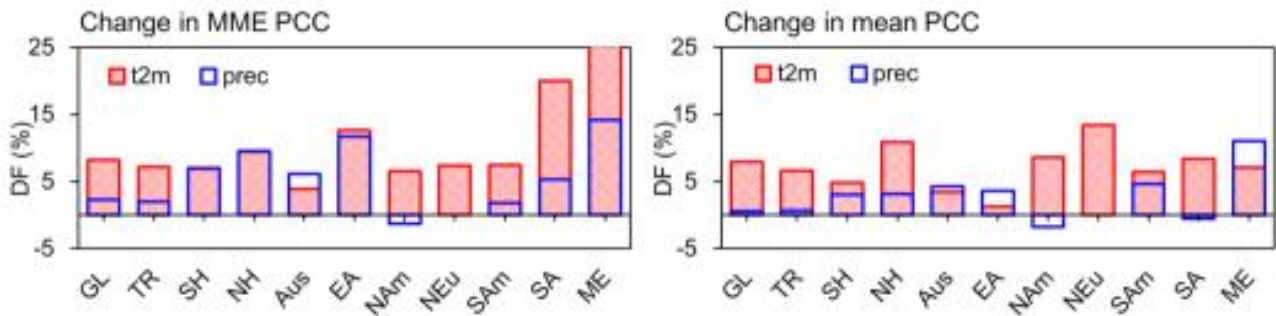 Change in MME PCC
25
15
5
-5
DF (%)
t2m prec
GL TR SH NH Aus EA NAm NEu SAm SA ME
Change in mean PCC
25
15
5
-5
DF (%)
t2m prec
GL TR SH NH Aus EA NAm NEu SAm SA ME